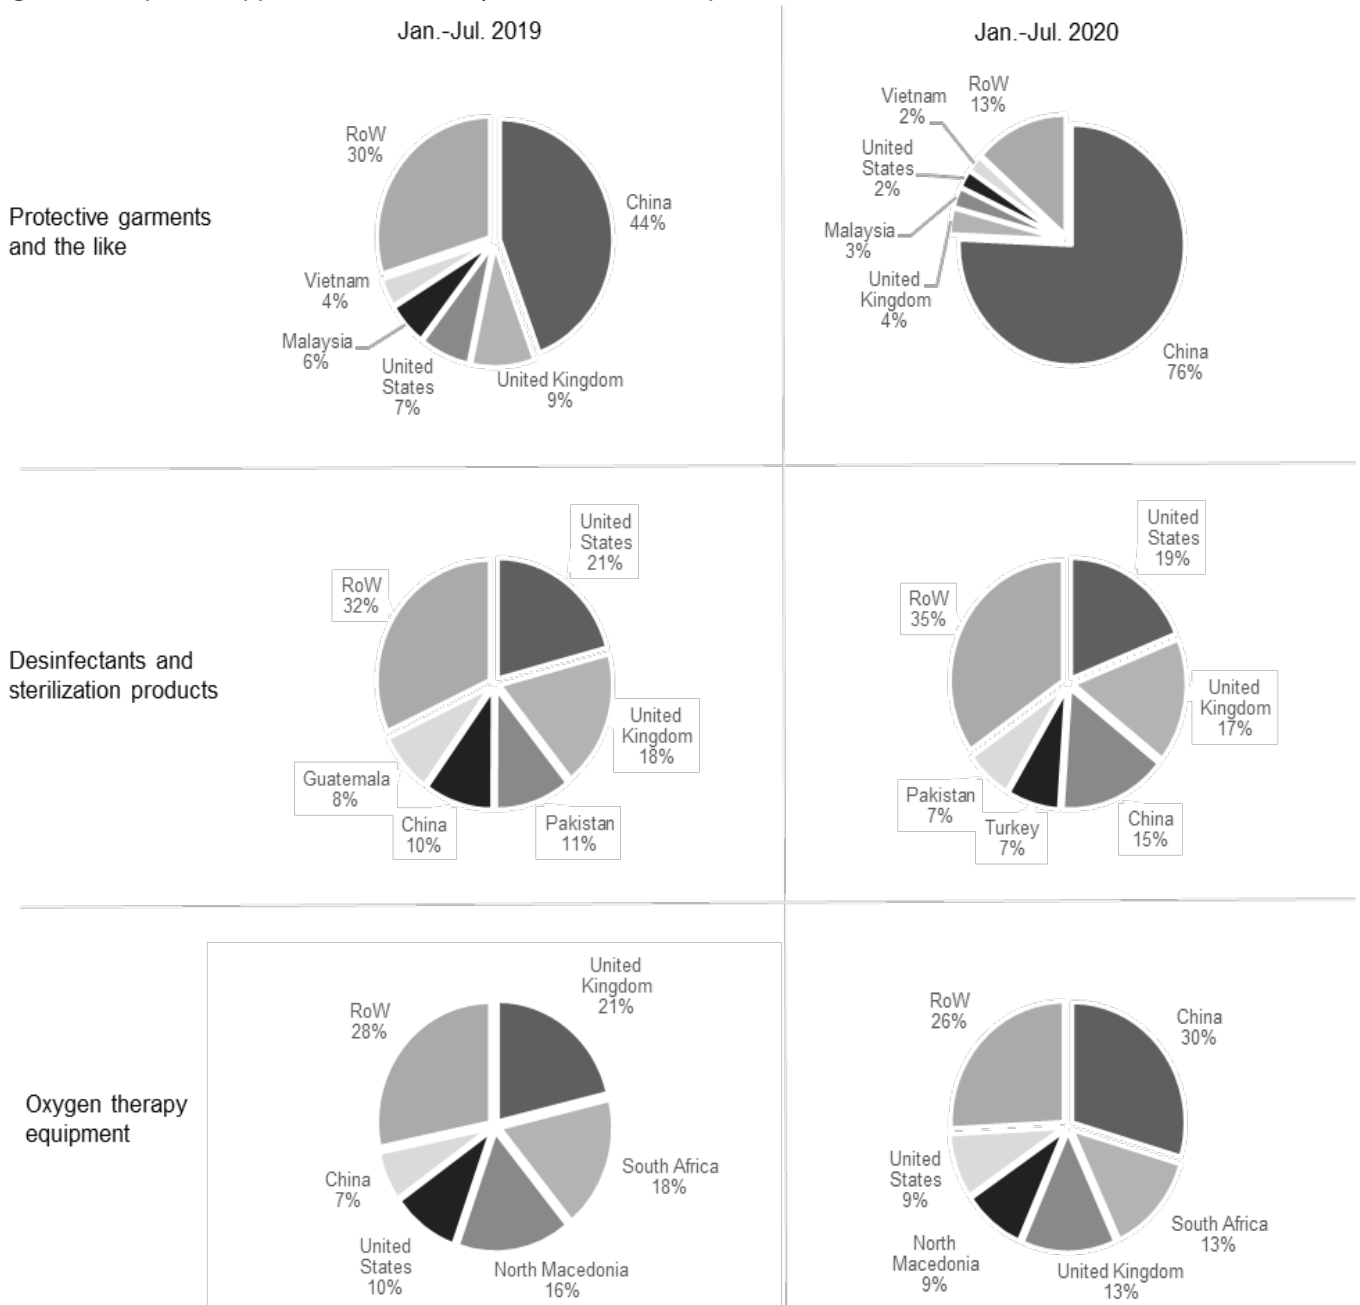 Jan.-Jul. 2019
Jan.-Jul. 2020
Protective garments
and the like
RoW
30%
China
44%
Vietnam
4%
Malaysia
6%
United
States
7%
United Kingdom
9%
Vietnam
2%
RoW
13%
United
States
2%
Malaysia
3%
United
Kingdom
4%
China
76%
Desinfectants and
sterilization products
United
States
21%
RoW
32%
United
Kingdom
18%
Guatemala
8%
China
10%
Pakistan
11%
United
States
19%
RoW
35%
United
Kingdom
17%
Pakistan
7%
Turkey
7%
China
15%
Oxygen therapy
equipment
United
Kingdom
21%
RoW
28%
South Africa
18%
China
7%
United
States
10%
North Macedonia
16%
RoW
26%
China
30%
United
States
9%
South Africa
13%
North
Macedonia
9%
United Kingdom
13%